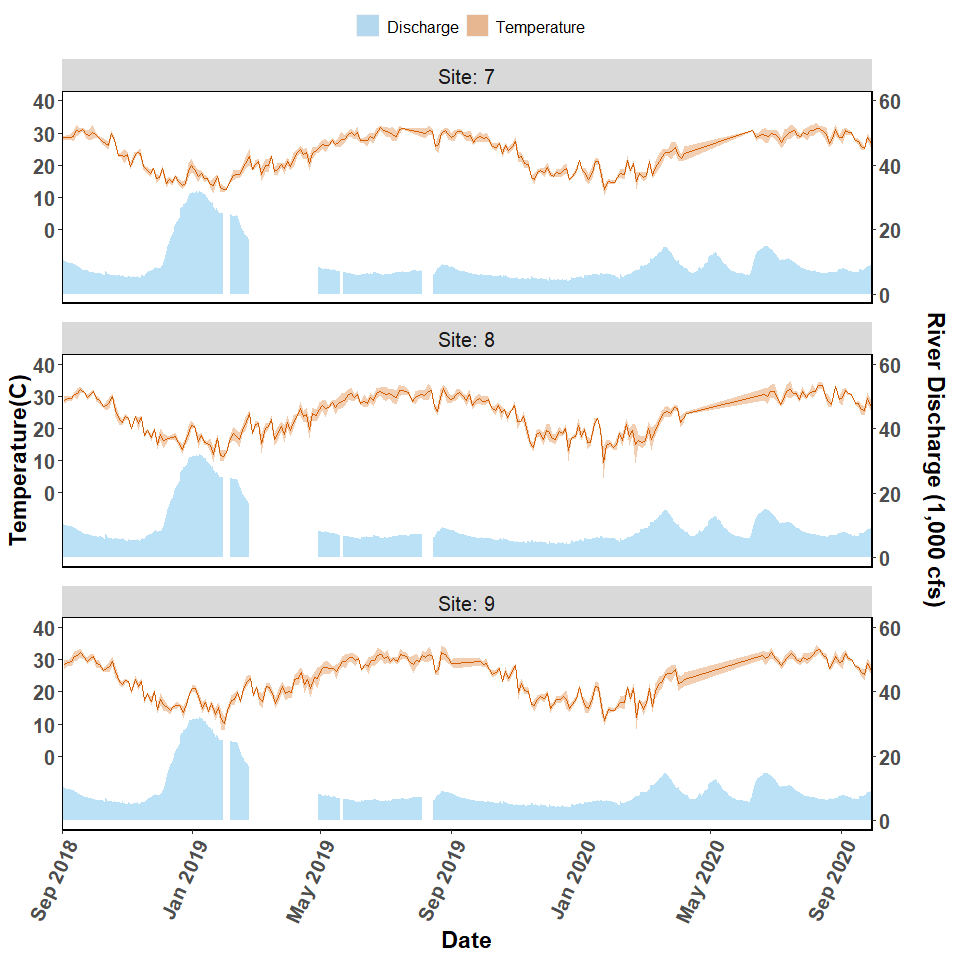 Discharge Temperature
Site: 7
40 60
30
20 40
10
0 20
0
Site: 8
40 60
30
20 40
10
0 20
0
Site: 9
40 60
30
20 40
10
0 20
0
Temperature(C)
River Discharge (1,000 cfs)
Sep 2018 Jan 2019 May 2019 Sep 2019 Jan 2020 May 2020 Sep 2020
Date